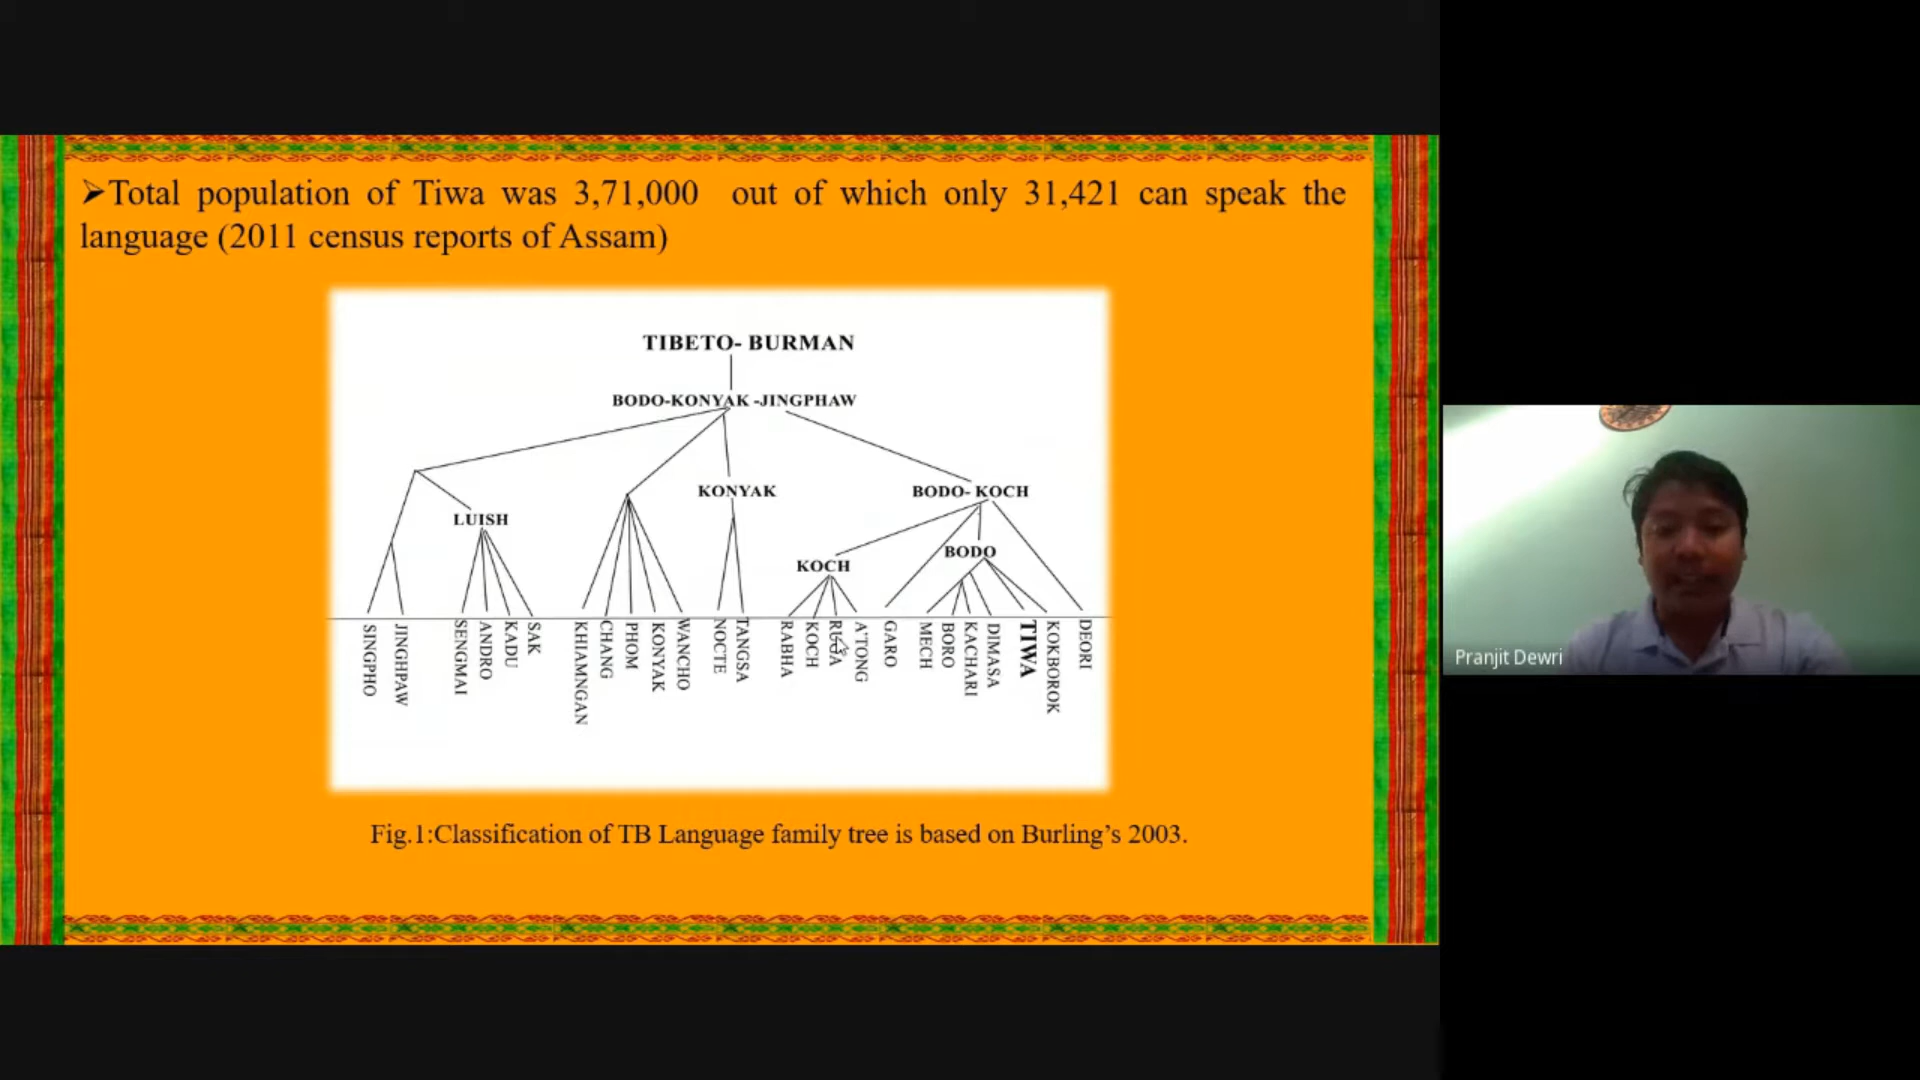 ➢Total population of Tiwa was 3,71,000 out of which only 31,421 can speak the
language (2011 census reports of Assam)
TIBETO- BURMAN
BODO-KONYAK -JINGPHAW
KONYAK
BODO- KOCH
LUISH
BODO
KOCH
SINGPHO
JINGHPAW
SENGMAI
ANDRO
KADU
SAK
KHIAMNGAN
CHANG
PHOM
KONYAK
WANCHO
NOCTE
TANGSA
RABHA
KOCH
A'TONG
GARO
MECH
BORO
KACHARI
DIMASA
TIWA
KOKBOROK
DEORI
Fig.1:Classification of TB Language family tree is based on Burling’s 2003.
Pranjit Dewri